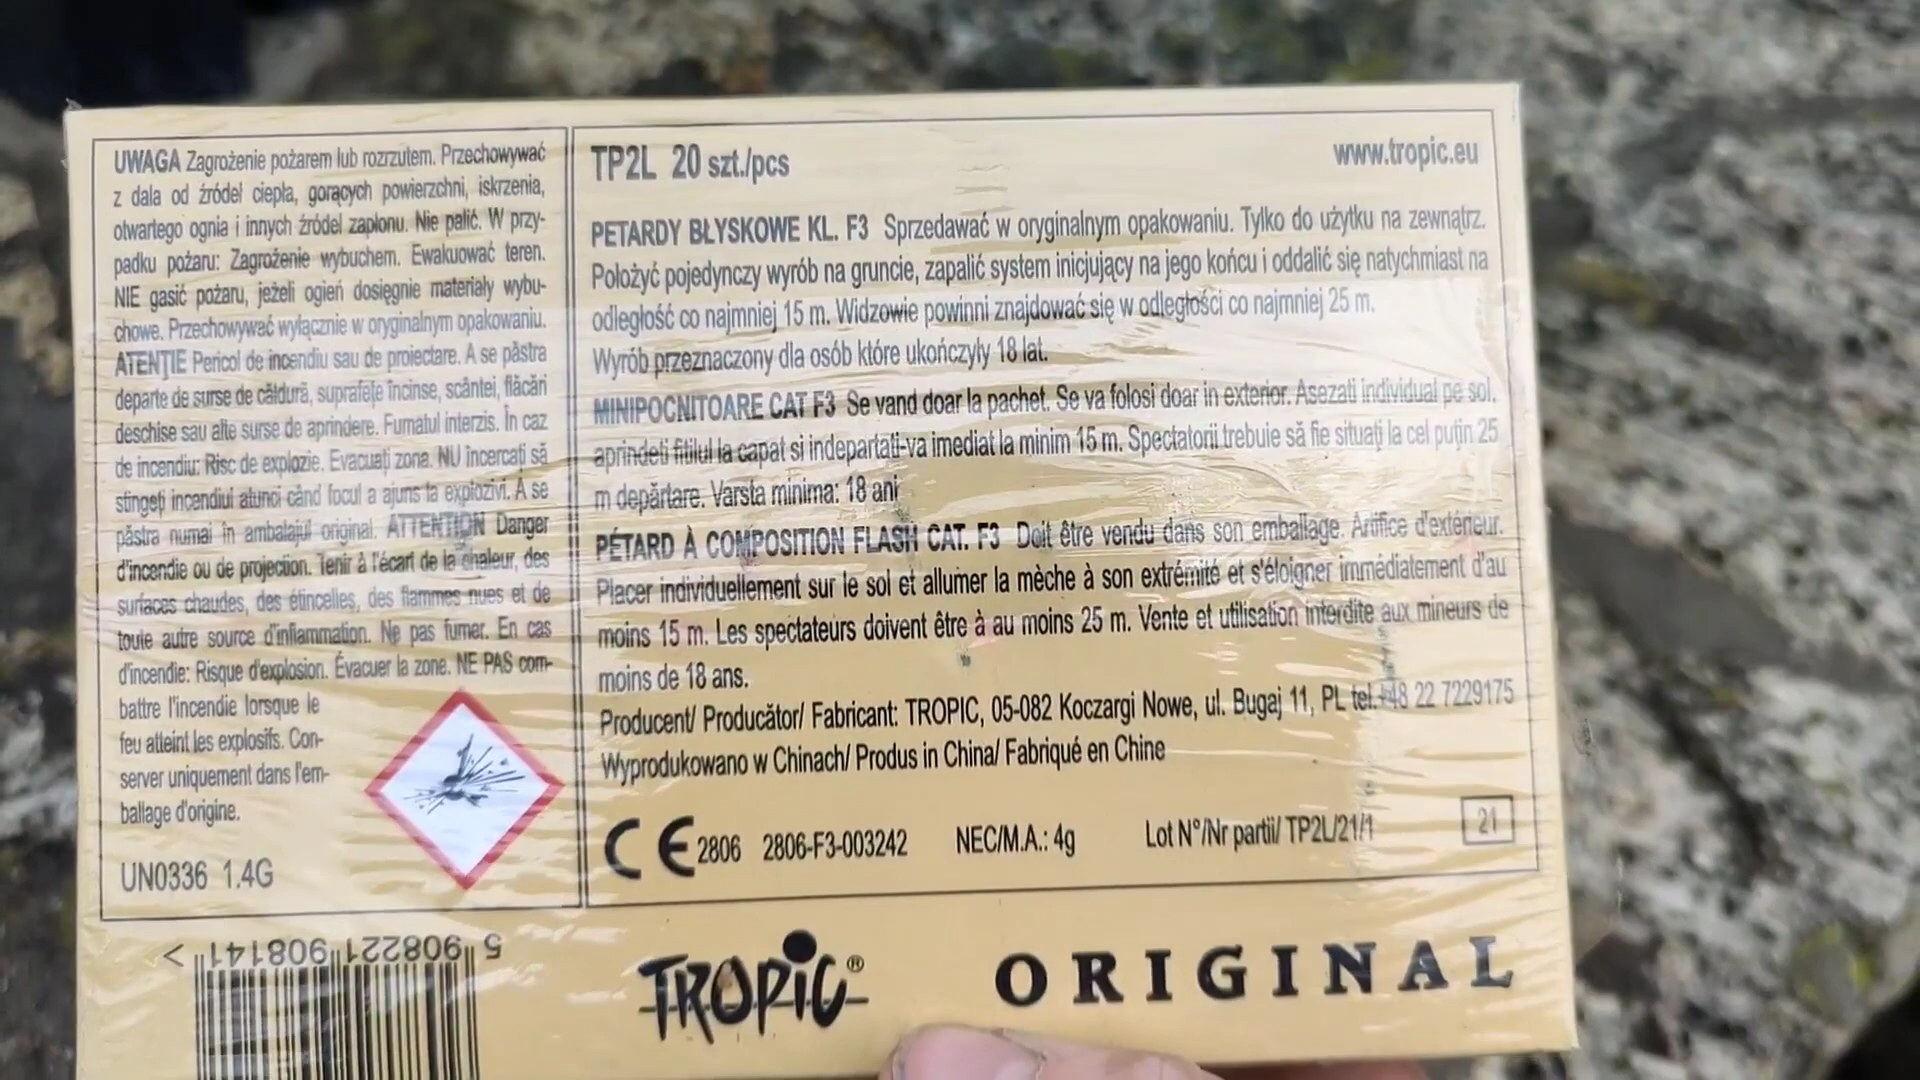 UWAGA Zagrożenie pożarem lub rozrzutem. Przechowywać
z dala od źródeł ciepła, gorących powierzchni, iskrzenia,
otwartego ognia i innych źródeł zapłonu. Nie palić. W przy-
padku pożaru: Zagrożenie wybuchem. Ewakuować teren.
NIE gasić pożaru, jeżeli ogień dosięgnie materiały wybu-
chowe. Przechowywać wyłącznie w oryginalnym opakowaniu.
ATENŢIE Pericol de incendiu sau de proiectare. A se păstra
departe de surse de căldură, suprafeţe încinse, scântei, flăcări
deschise sau alte surse de aprindere. Fumatul interzis. În caz
de incendiu: Risc de explozie. Evacuaţi zona. NU încercaţi să
stingeţi incendiul atunci când focul a ajuns la explozivi. A se
păstra numai în ambalajul original. ATTENTION Danger
d'incendie ou de projection. Tenir à l'écart de la chaleur, des
surfaces chaudes, des étincelles, des flammes nues et de
toute autre source d'inflammation. Ne pas fumer. En cas
d'incendie: Risque d'explosion. Évacuer la zone. NE PAS com-
battre l'incendie lorsque le
feu atteint les explosifs. Con-
server uniquement dans l'em-
ballage d'origine.
UN0336 1.4G
TP2L 20 szt./pcs
www.tropic.eu
PETARDY BŁYSKOWE KL. F3 Sprzedawać w oryginalnym opakowaniu. Tylko do użytku na zewnątrz.
Położyć pojedynczy wyrób na gruncie, zapalić system inicjujący na jego końcu i oddalić się natychmiast na
odległość co najmniej 15 m. Widzowie powinni znajdować się w odległości co najmniej 25 m.
Wyrób przeznaczony dla osób które ukończyły 18 lat.
MINIPOCNITOARE CAT F3 Se vand doar la pachet. Se va folosi doar in exterior. Asezati individual pe sol,
aprindeti fitilul la capat si indepartati-va imediat la minim 15 m. Spectatorii trebuie să fie situaţi la cel puţin 25
m depărtare. Varsta minima: 18 ani
PÉTARD À COMPOSITION FLASH CAT. F3 Doit être vendu dans son emballage. Artifice d'extérieur.
Placer individuellement sur le sol et allumer la mèche à son extrémité et s'éloigner immédiatement d'au
moins 15 m. Les spectateurs doivent être à au moins 25 m. Vente et utilisation interdite aux mineurs de
moins de 18 ans.
Producent/ Producător/ Fabricant: TROPIC, 05-082 Koczargi Nowe, ul. Bugaj 11, PL tel.+48 22 7229175
Wyprodukowano w Chinach/ Produs in China/ Fabriqué en Chine
CE 2806 2806-F3-003242 NEC/M.A.: 4g Lot N°/Nr partii/ TP2L/21/1 21
5 908221 908141 >
TROPIC® ORIGINAL